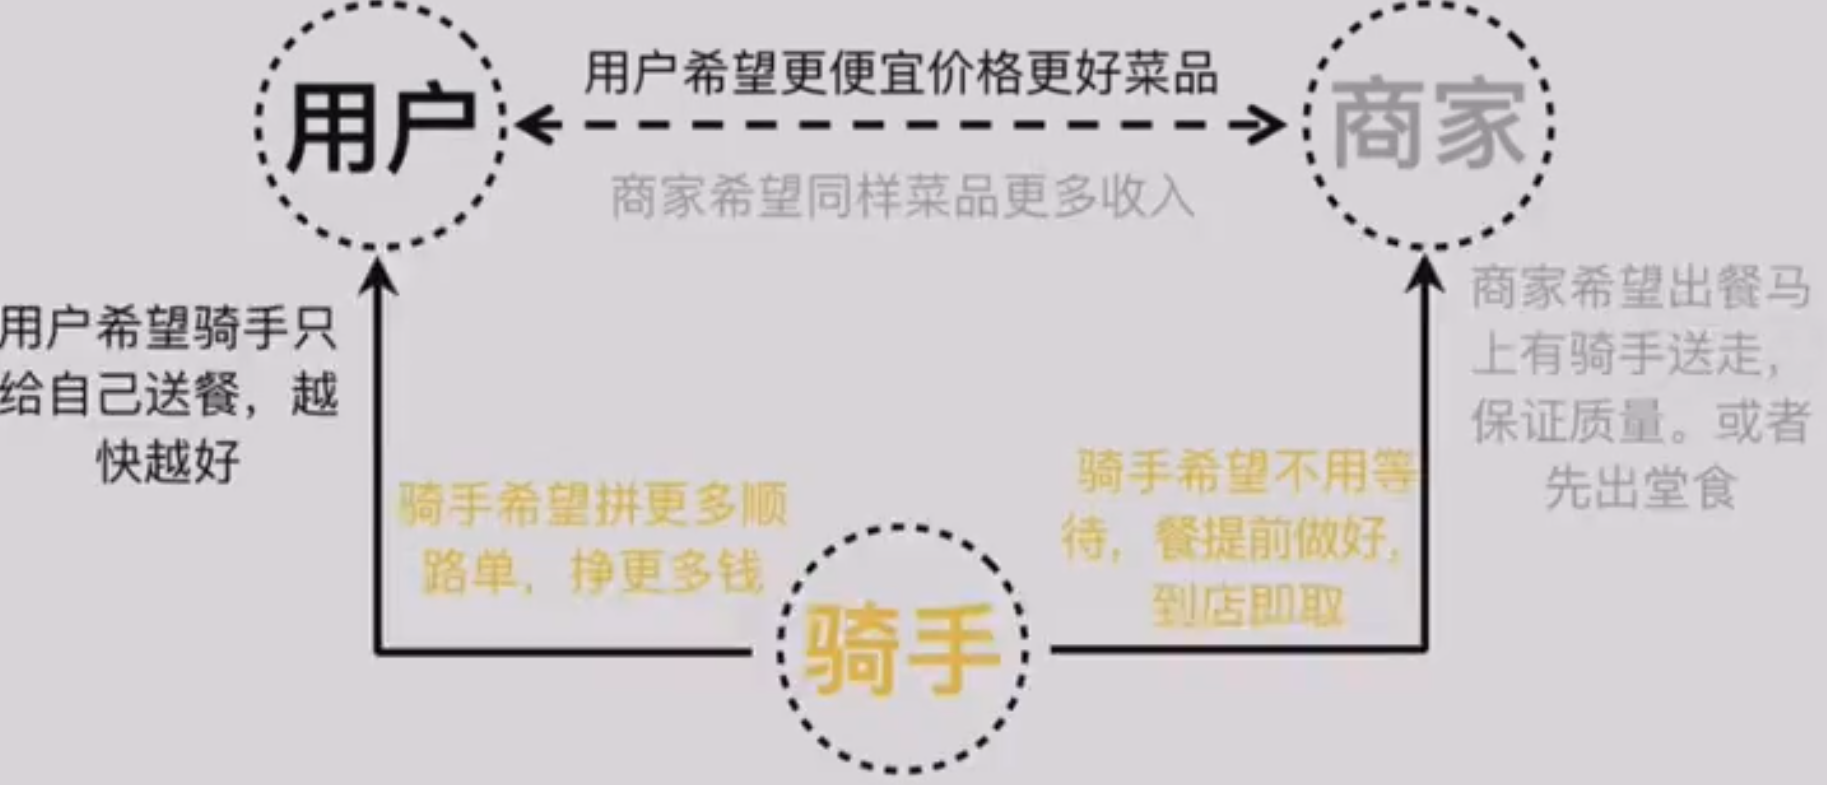 用户希望更便宜价格更好菜品
用户
商家
商家希望同样菜品更多收入
用户希望骑手只
给自己送餐，越
快越好
商家希望出餐马
上有骑手送走，
保证质量。或者
先出堂食
骑手希望拼更多顺
路单，挣更多钱
骑手希望不用等
待，餐提前做好，
到店即取
骑手